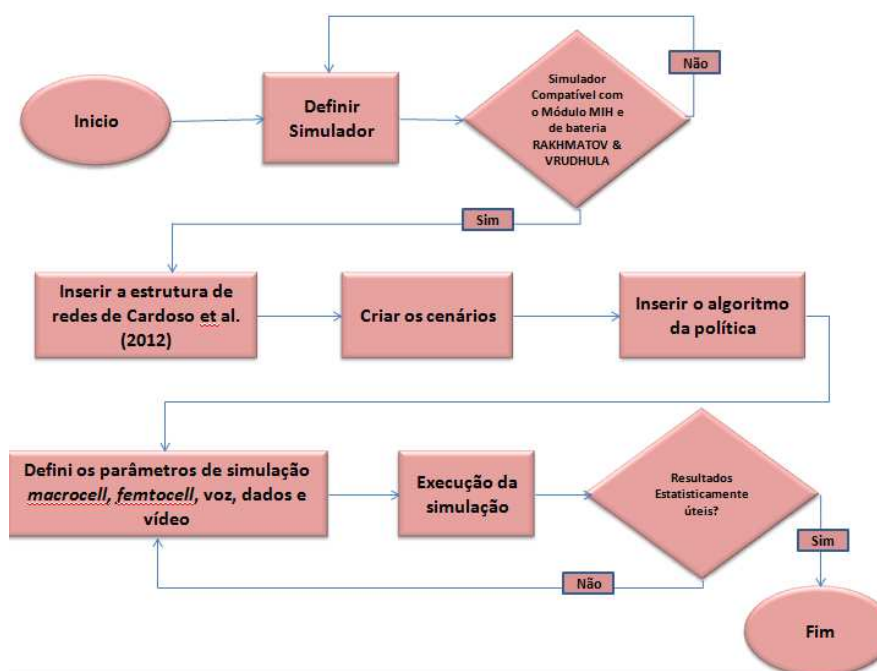 Não
Inicio
Definir
Simulador
Simulador
Compatível com
o Módulo MIH e
de bateria
RAKHMATOV &
VRUDHULA
Sim
Inserir a estrutura de
redes de Cardoso et al.
(2012)
Criar os cenários
Inserir o algoritmo
da política
Defini os parâmetros de simulação
macrocell, femtocell, voz, dados e
vídeo
Execução da
simulação
Resultados
Estatisticamente
úteis?
Sim
Não
Fim